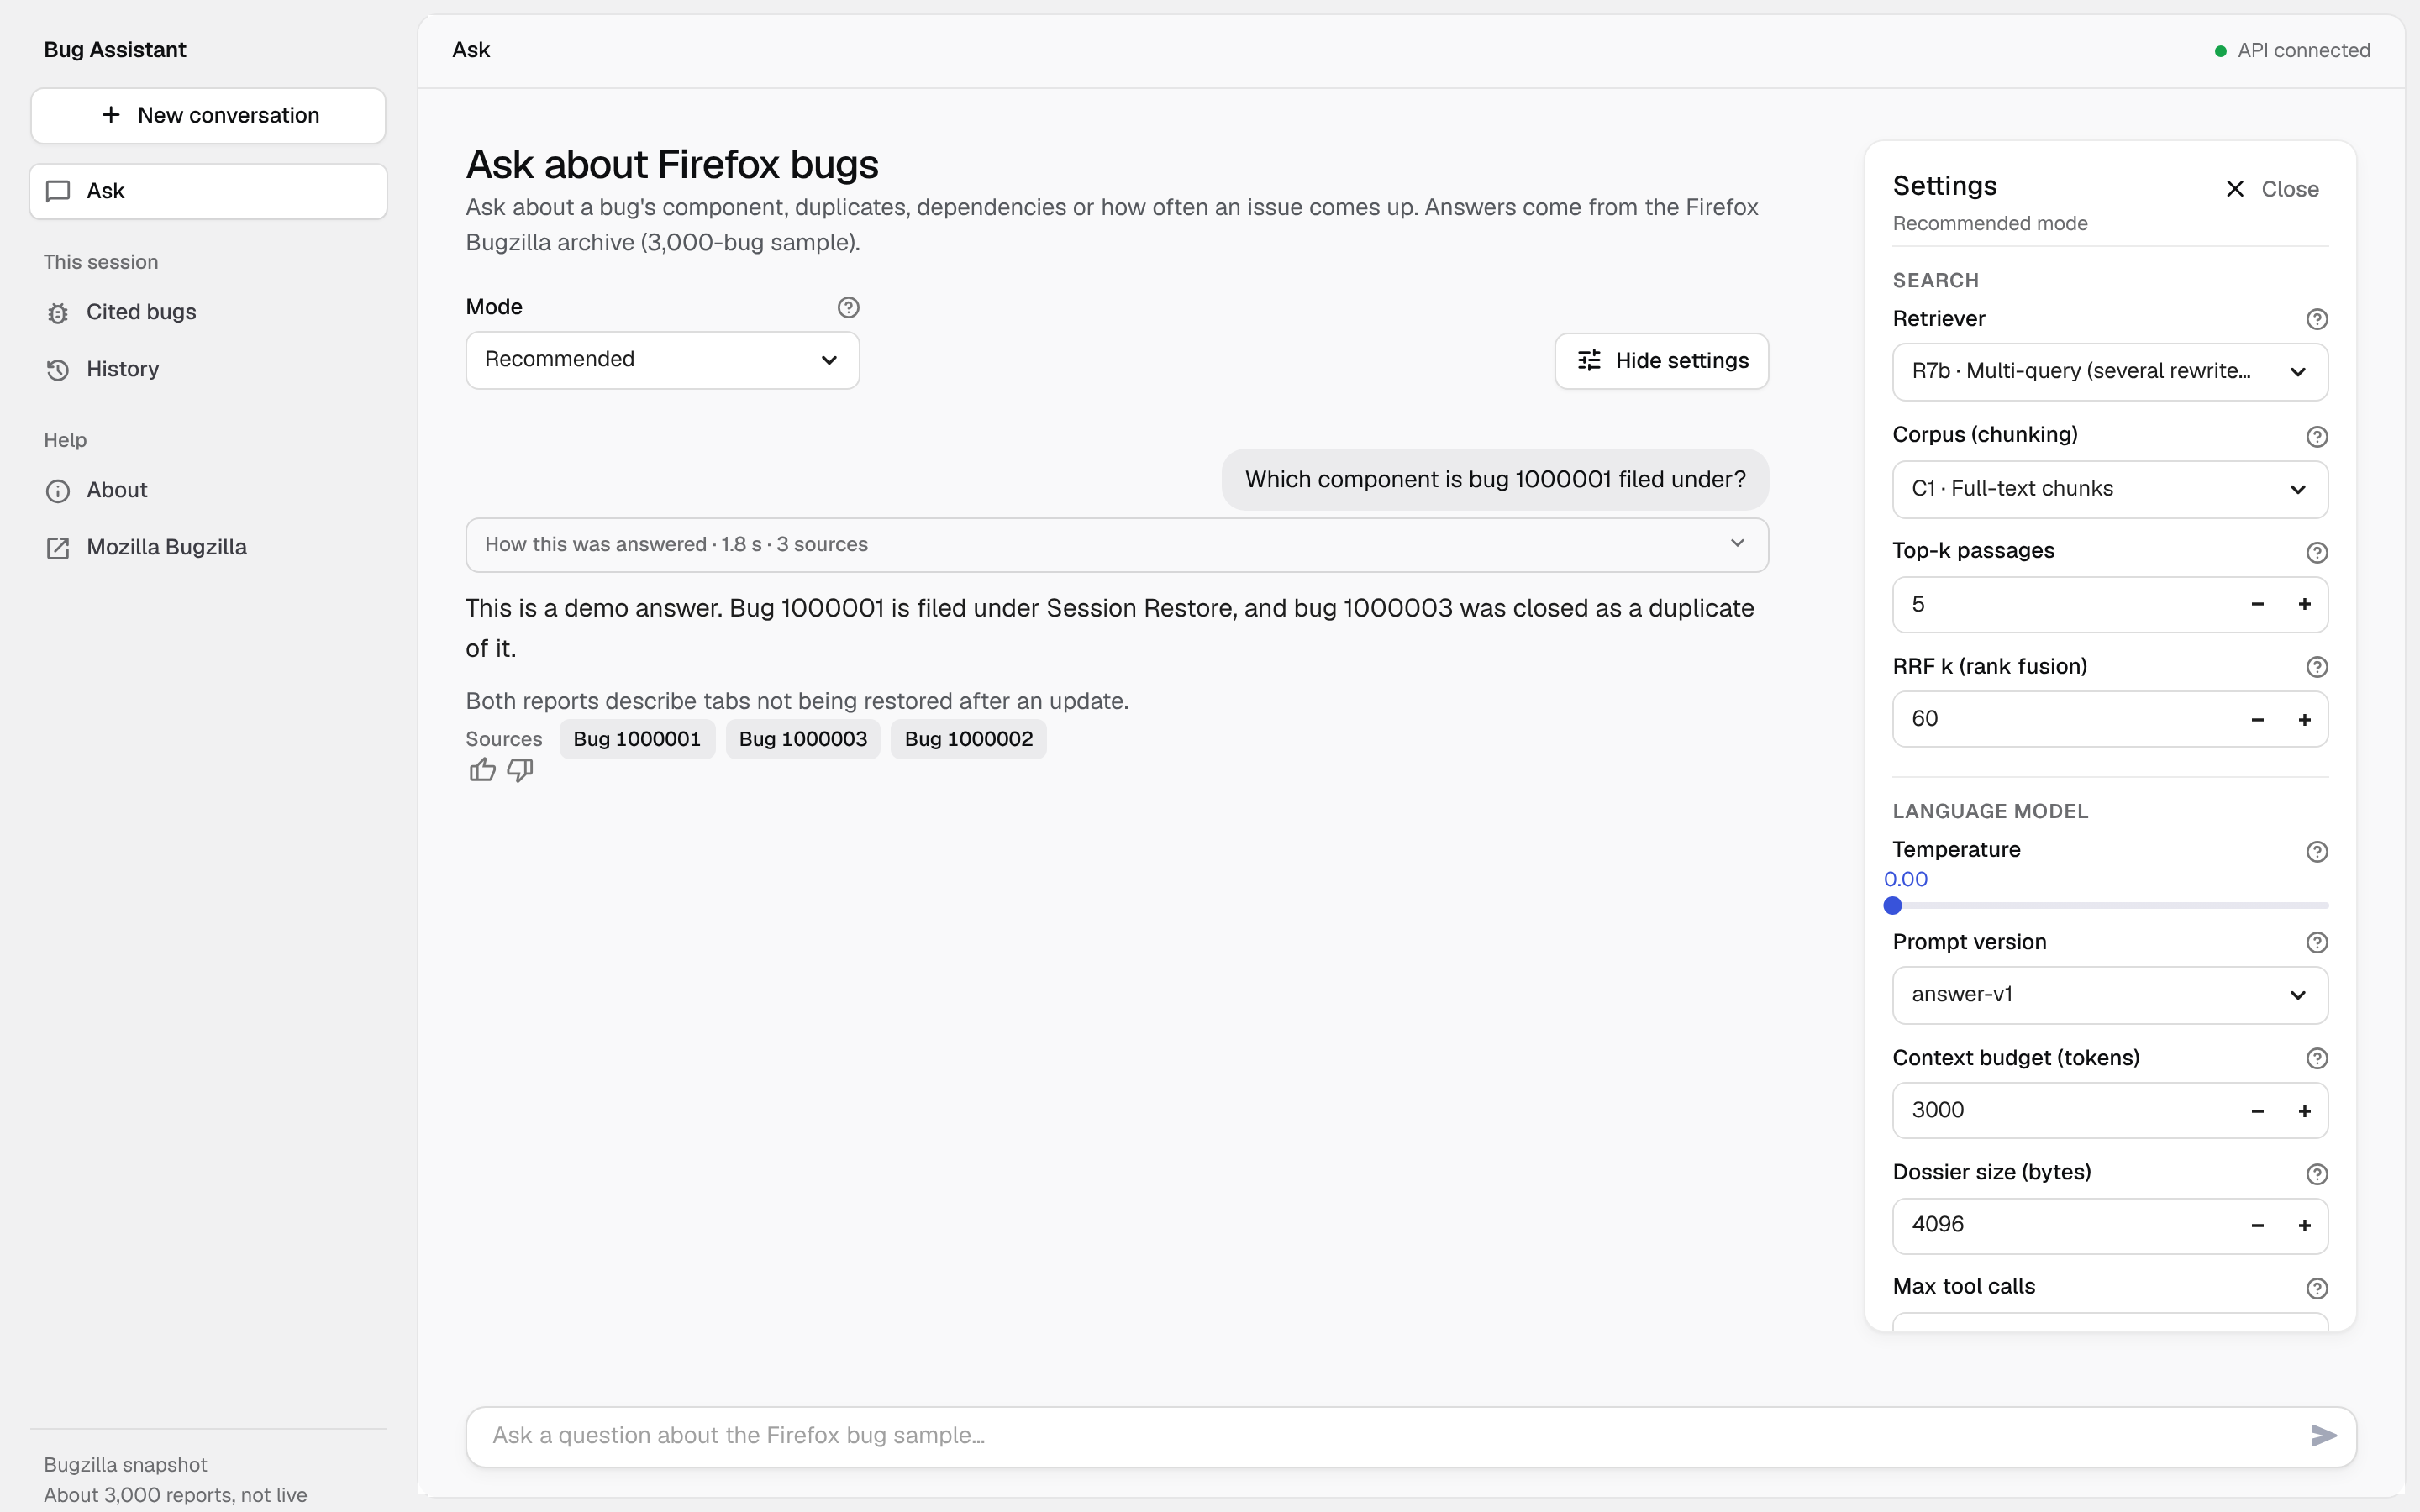 Bug Assistant
New conversation
Ask
This session
Cited bugs
History
Help
About
Mozilla Bugzilla
Bugzilla snapshot
About 3,000 reports, not live
Ask
API connected
Ask about Firefox bugs
Ask about a bug's component, duplicates, dependencies or how often an issue comes up. Answers come from the Firefox
Bugzilla archive (3,000-bug sample).
Mode
Recommended
Hide settings
Which component is bug 1000001 filed under?
How this was answered · 1.8 s · 3 sources
This is a demo answer. Bug 1000001 is filed under Session Restore, and bug 1000003 was closed as a duplicate
of it.
Both reports describe tabs not being restored after an update.
Sources Bug 1000001 Bug 1000003 Bug 1000002
Ask a question about the Firefox bug sample...
Settings
Close
Recommended mode
SEARCH
Retriever
R7b · Multi-query (several rewrite...
Corpus (chunking)
C1 · Full-text chunks
Top-k passages
5
RRF k (rank fusion)
60
LANGUAGE MODEL
Temperature
0.00
Prompt version
answer-v1
Context budget (tokens)
3000
Dossier size (bytes)
4096
Max tool calls